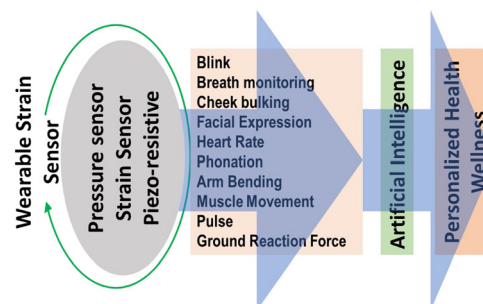 Wearable Strain
Sensor
Pressure sensor
Strain Sensor
Piezo-resistive
Blink
Breath monitoring
Cheek bulking
Facial Expression
Heart Rate
Phonation
Arm Bending
Muscle Movement
Pulse
Ground Reaction Force
Artificial Intelligence
Personalized Health
Wellness